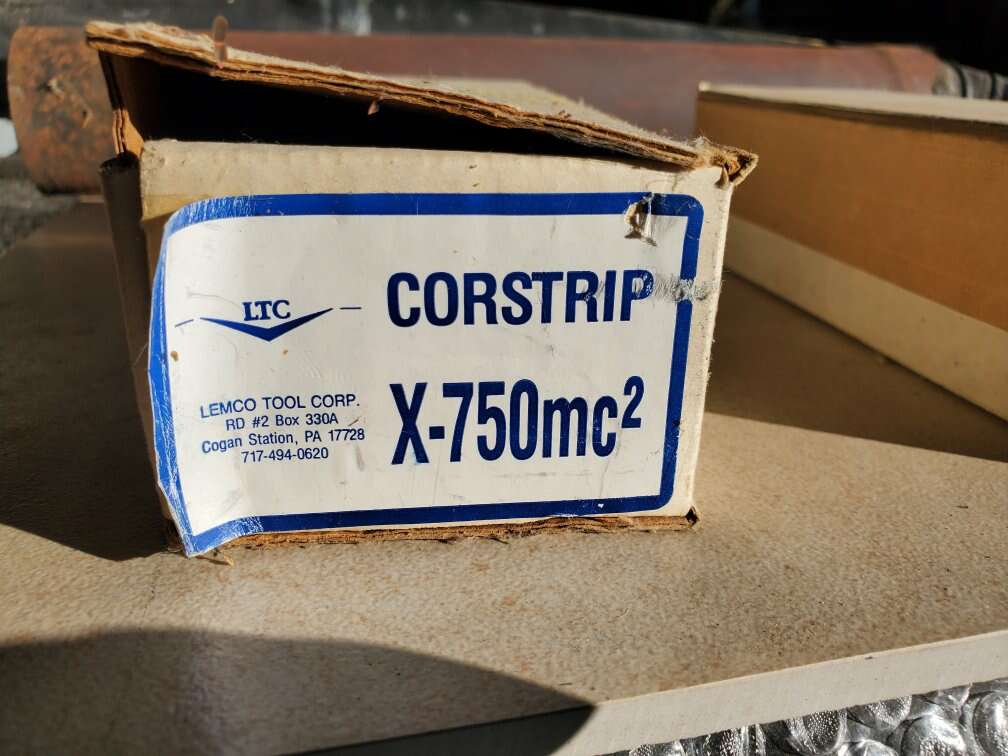 LTC
CORSTRIP
LEMCO TOOL CORP.
RD #2 Box 330A
Cogan Station, PA 17728
717-494-0620
X-750mc²